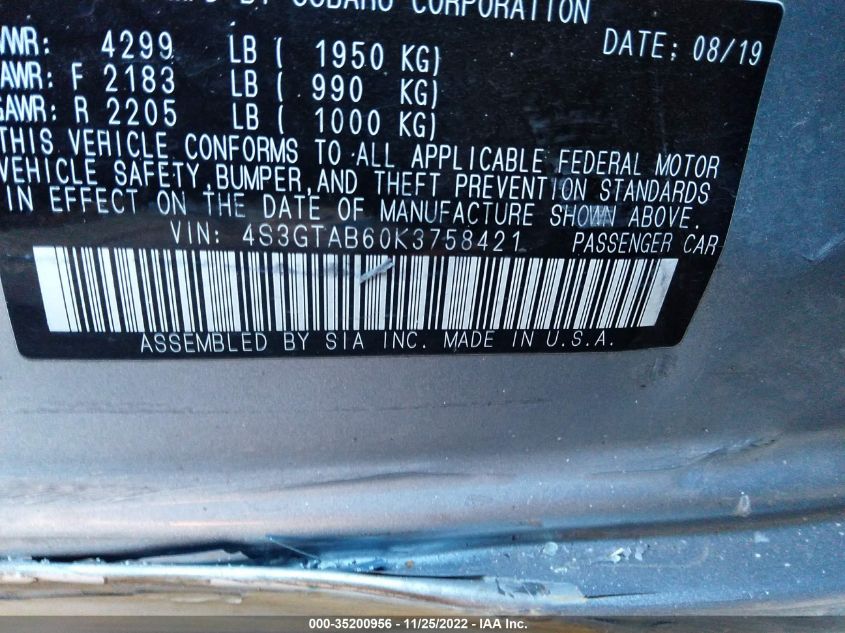 BY SUBARU CORPORATION
DATE: 08/19
4299 LB ( 1950 KG)
F 2183 LB ( 990 KG)
R 2205 LB ( 1000 KG)
THIS VEHICLE CONFORMS TO ALL APPLICABLE FEDERAL MOTOR
VEHICLE SAFETY, BUMPER, AND THEFT PREVENTION STANDARDS
IN EFFECT ON THE DATE OF MANUFACTURE SHOWN ABOVE.
VIN: 4S3GTAB60K3758421 PASSENGER CAR
ASSEMBLED BY SIA INC. MADE IN U.S.A.
000-35200956 - 11/25/2022 - IAA Inc.